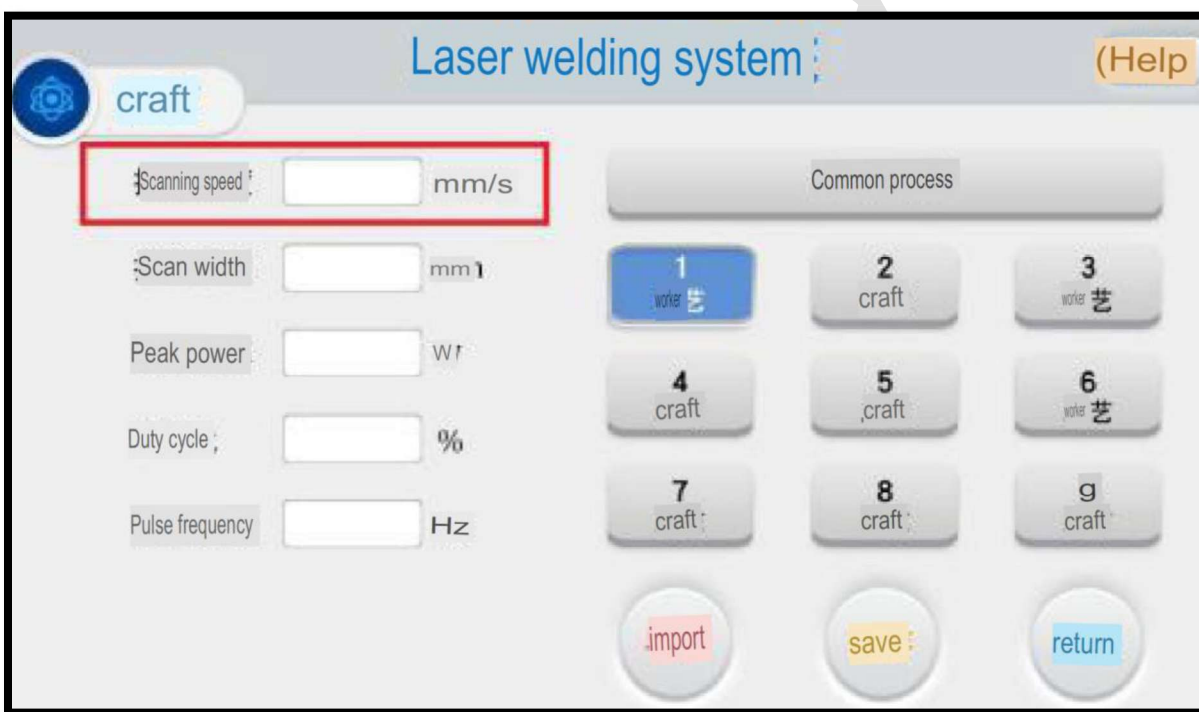 Laser welding system
(Help
craft
Scanning speed
mm/s
Scan width
mm
Peak power
W
Duty cycle
%
Pulse frequency
Hz
Common process
1
worker 艺
2
craft
3
worker 艺
4
craft
5
craft
6
worker 艺
7
craft
8
craft
g
craft
import
save
return